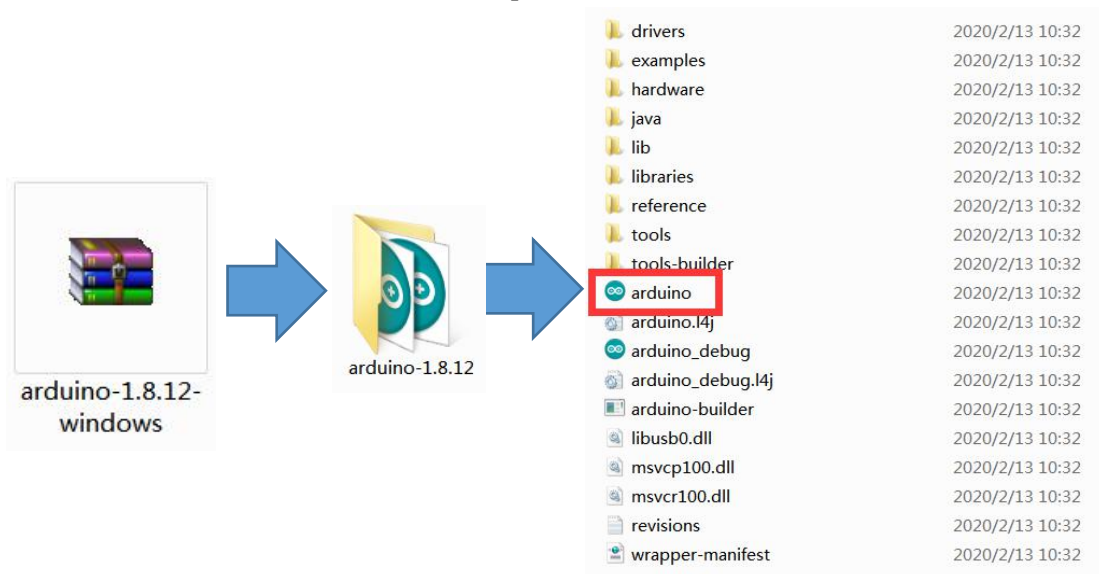 arduino-1.8.12-
windows
arduino-1.8.12
drivers 2020/2/13 10:32
examples 2020/2/13 10:32
hardware 2020/2/13 10:32
java 2020/2/13 10:32
lib 2020/2/13 10:32
libraries 2020/2/13 10:32
reference 2020/2/13 10:32
tools 2020/2/13 10:32
tools-builder 2020/2/13 10:32
arduino 2020/2/13 10:32
arduino.l4j 2020/2/13 10:32
arduino_debug 2020/2/13 10:32
arduino_debug.l4j 2020/2/13 10:32
arduino-builder 2020/2/13 10:32
libusb0.dll 2020/2/13 10:32
msvcp100.dll 2020/2/13 10:32
msvcr100.dll 2020/2/13 10:32
revisions 2020/2/13 10:32
wrapper-manifest 2020/2/13 10:32